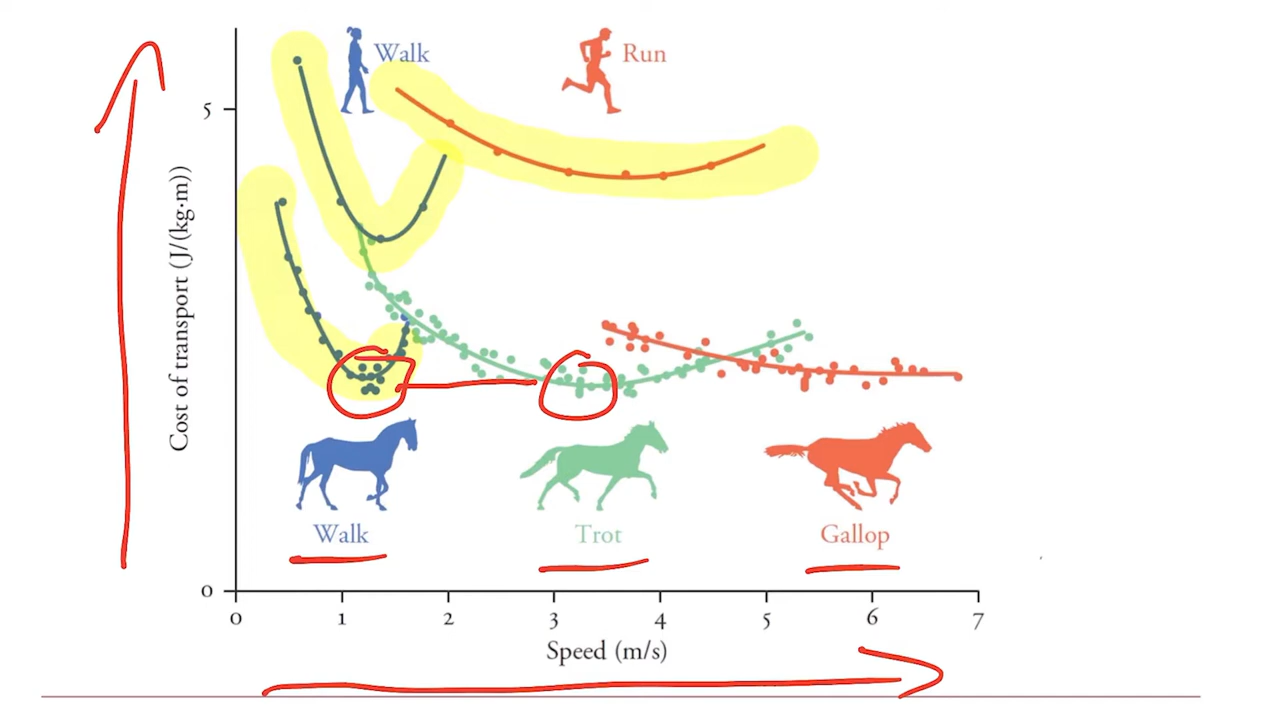 Walk
Run
5
Cost of transport (J/(kg·m))
Walk
Trot
Gallop
0
0 1 2 3 4 5 6 7
Speed (m/s)